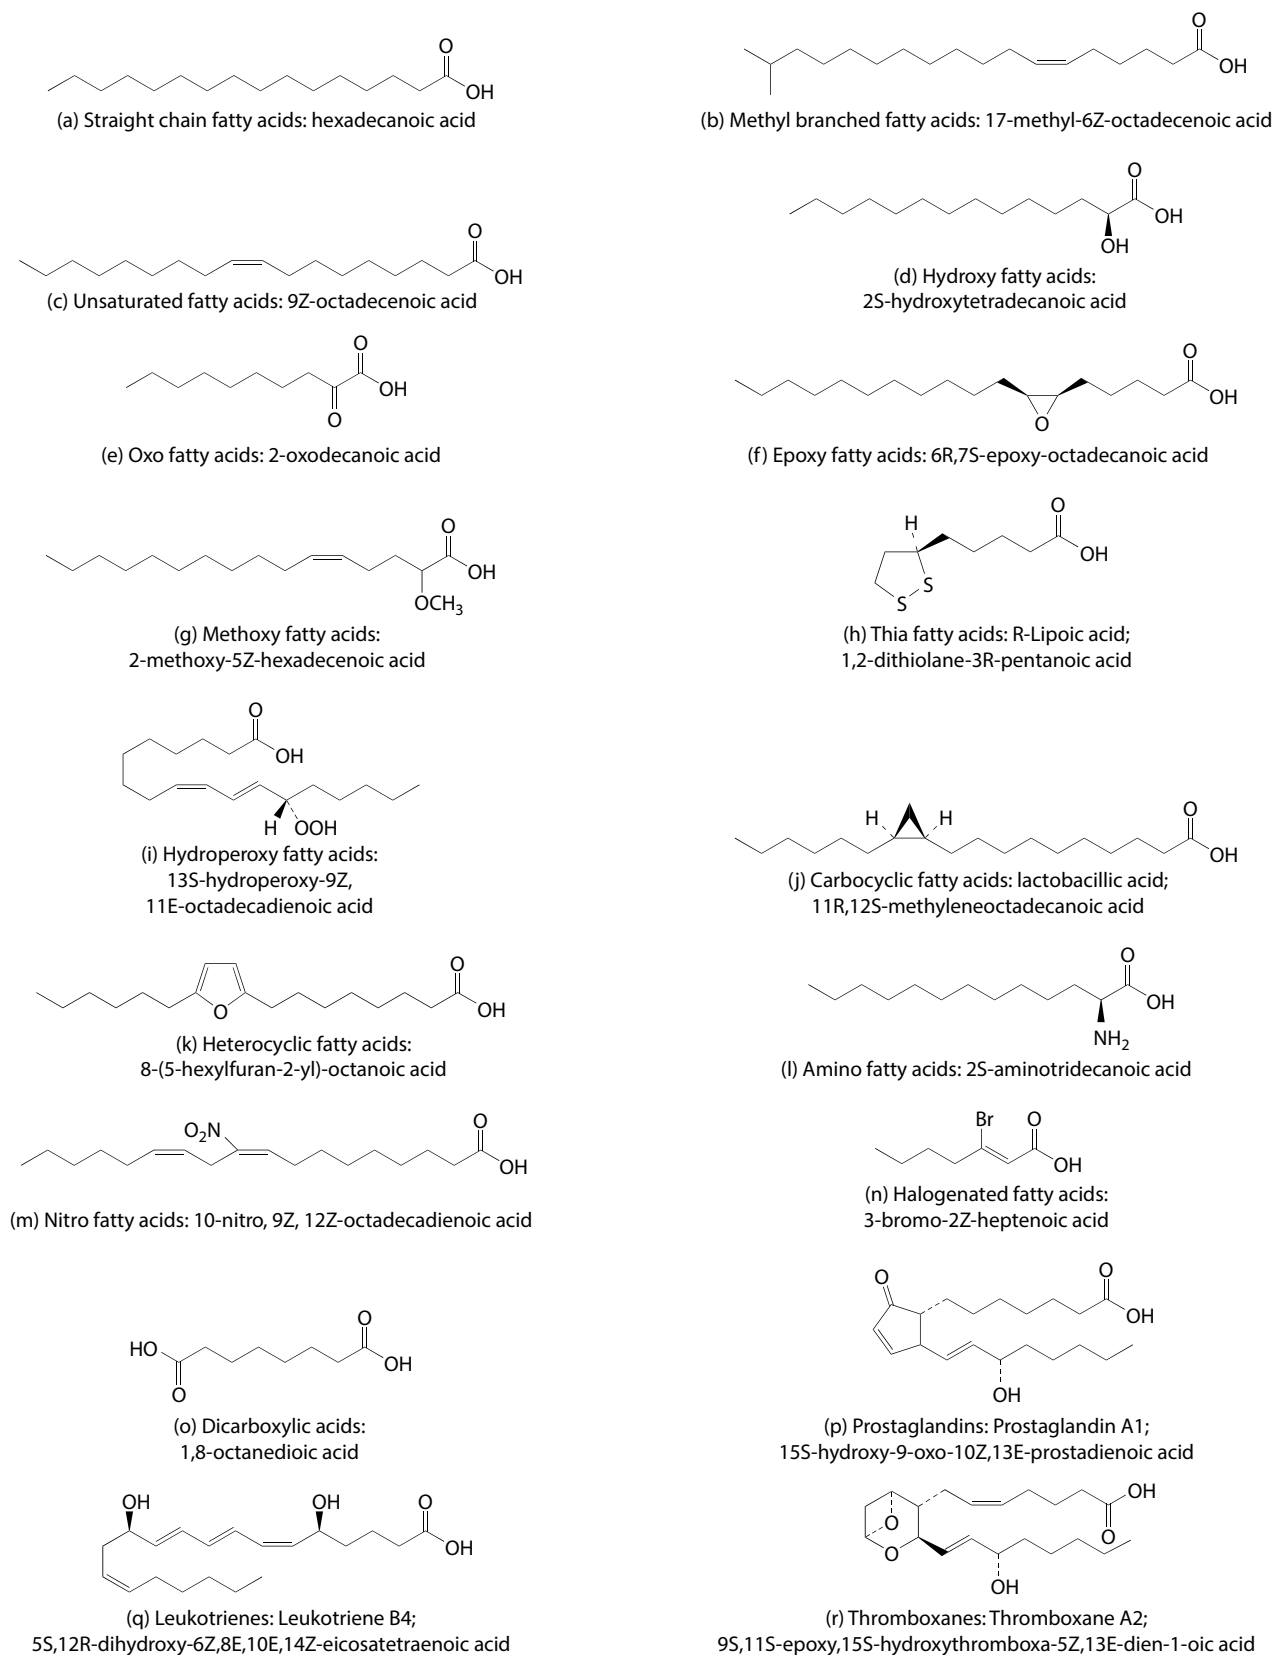 O
OH
(a) Straight chain fatty acids: hexadecanoic acid
O
OH
(b) Methyl branched fatty acids: 17-methyl-6Z-octadecenoic acid
O
OH
(c) Unsaturated fatty acids: 9Z-octadecenoic acid
O
OH
OH
(d) Hydroxy fatty acids:
2S-hydroxytetradecanoic acid
O
OH
O
(e) Oxo fatty acids: 2-oxodecanoic acid
O
OH
O
(f) Epoxy fatty acids: 6R,7S-epoxy-octadecanoic acid
O
OH
OCH3
(g) Methoxy fatty acids:
2-methoxy-5Z-hexadecenoic acid
O
H
OH
S
S
(h) Thia fatty acids: R-Lipoic acid;
1,2-dithiolane-3R-pentanoic acid
O
OH
H OOH
(i) Hydroperoxy fatty acids:
13S-hydroperoxy-9Z,
11E-octadecadienoic acid
O
H H
OH
(j) Carbocyclic fatty acids: lactobacillic acid;
11R,12S-methyleneoctadecanoic acid
O
OH
O
(k) Heterocyclic fatty acids:
8-(5-hexylfuran-2-yl)-octanoic acid
O
OH
NH2
(l) Amino fatty acids: 2S-aminotridecanoic acid
O
O2N
OH
(m) Nitro fatty acids: 10-nitro, 9Z, 12Z-octadecadienoic acid
Br O
OH
(n) Halogenated fatty acids:
3-bromo-2Z-heptenoic acid
O
HO
OH
O
(o) Dicarboxylic acids:
1,8-octanedioic acid
O
O
OH
OH
(p) Prostaglandins: Prostaglandin A1;
15S-hydroxy-9-oxo-10Z,13E-prostadienoic acid
OH OH O
OH
(q) Leukotrienes: Leukotriene B4;
5S,12R-dihydroxy-6Z,8E,10E,14Z-eicosatetraenoic acid
OH
O
O
O
OH
(r) Thromboxanes: Thromboxane A2;
9S,11S-epoxy,15S-hydroxythromboxa-5Z,13E-dien-1-oic acid